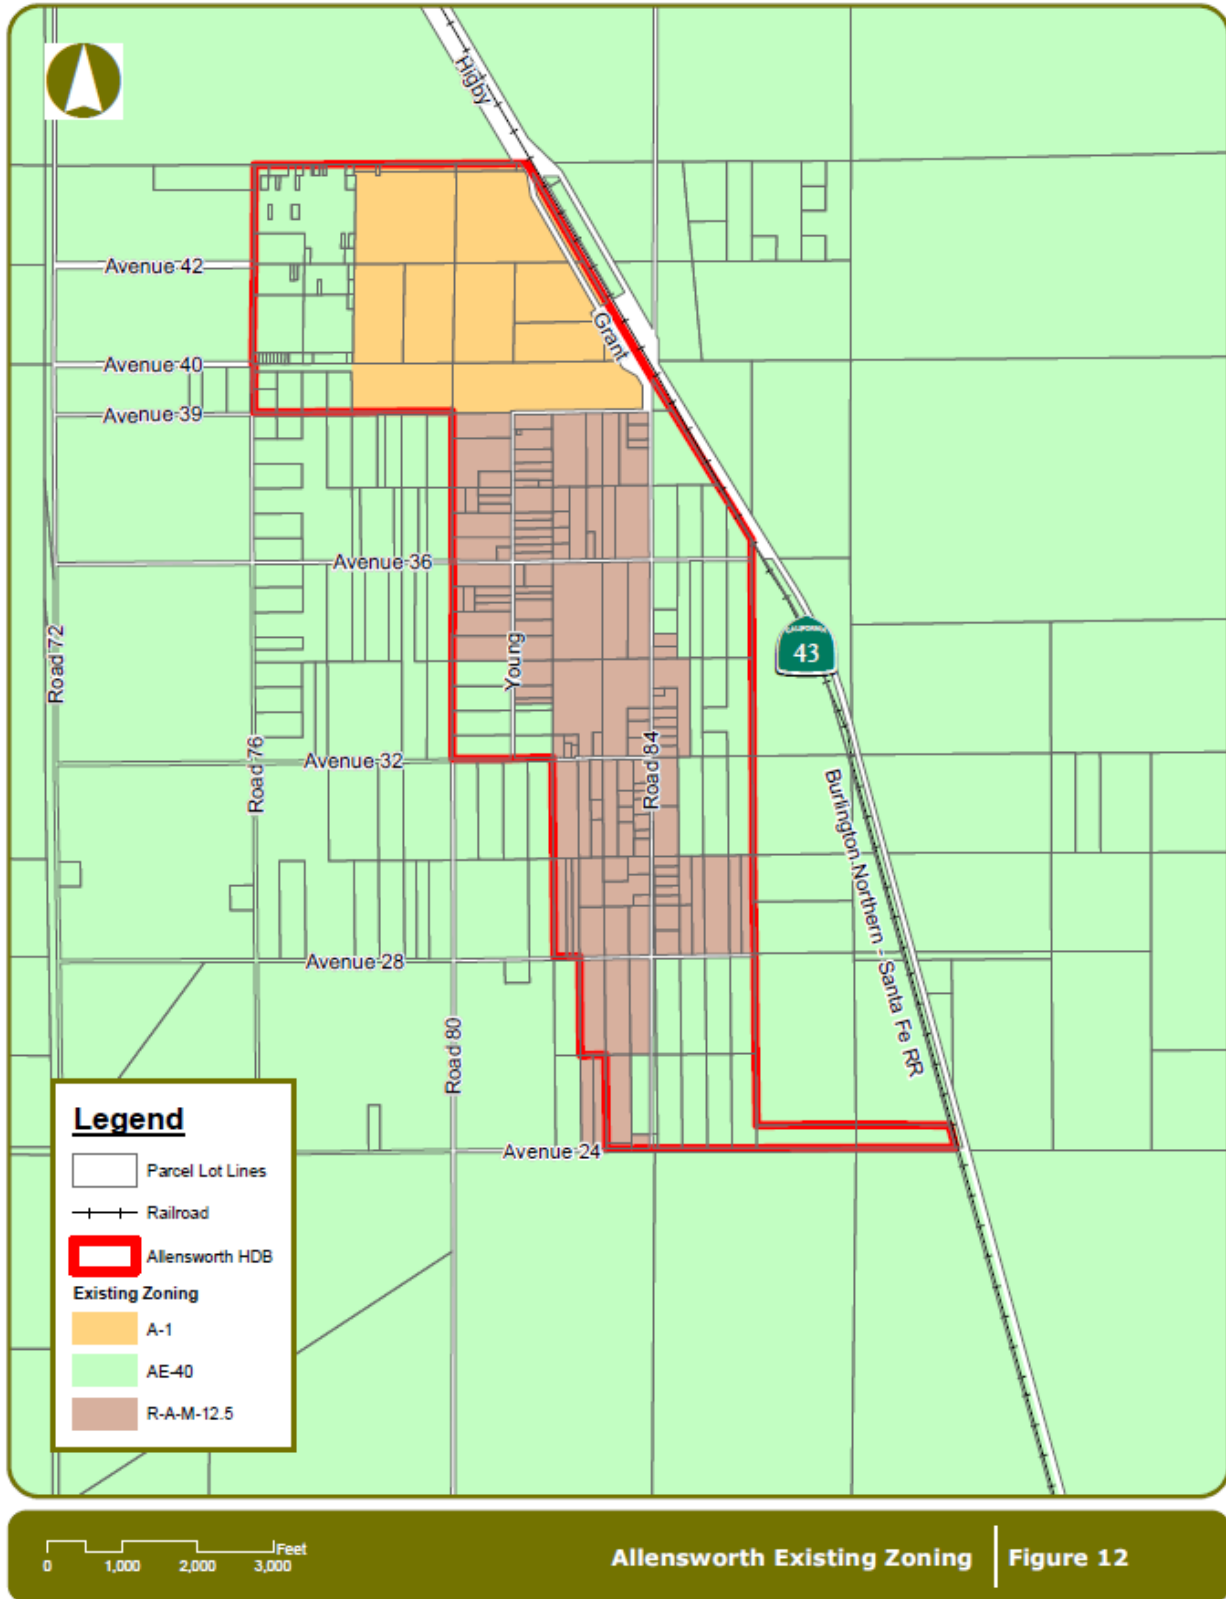 Higby
Avenue 42
Grant
Avenue 40
Avenue 39
Avenue 36
CALIFORNIA
43
Road 72
Young
Road 76
Avenue 32
Road 84
Burlington Northern - Santa Fe RR
Avenue 28
Road 80
Avenue 24
Legend
Parcel Lot Lines
Railroad
Allensworth HDB
Existing Zoning
A-1
AE-40
R-A-M-12.5
Feet
0 1,000 2,000 3,000
Allensworth Existing Zoning Figure 12